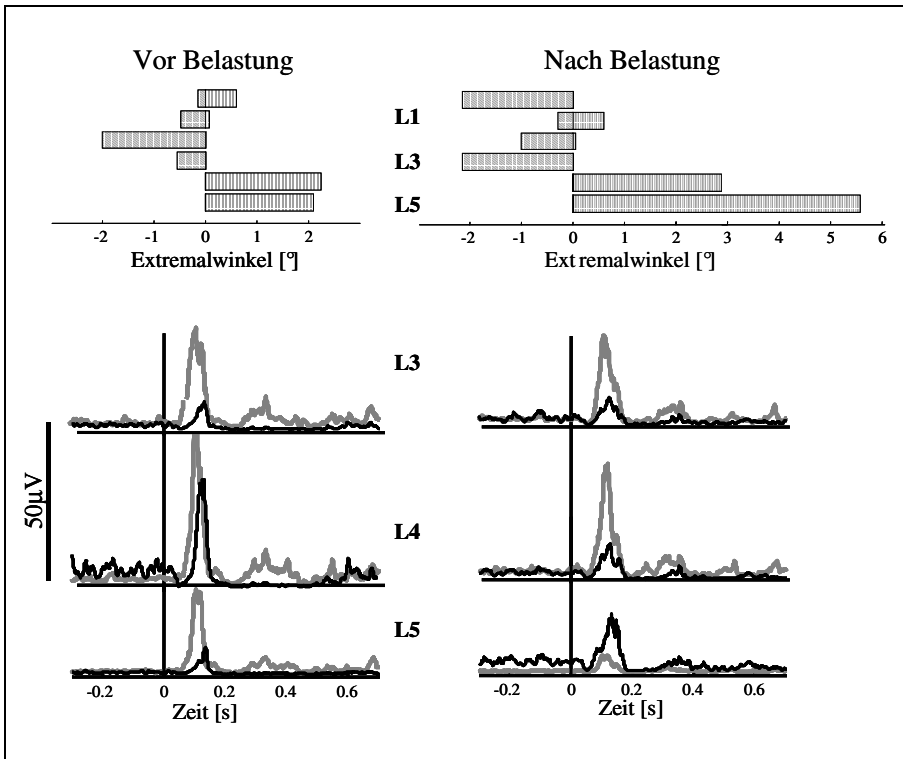 Vor Belastung
Nach Belastung
L1
L3
L5
-2 -1 0 1 2
-2 -1 0 1 2 3 4 5 6
Extremalwinkel [°]
Extremalwinkel [°]
L3
50µV
L4
L5
-0.2 0 0.2 0.4 0.6
-0.2 0 0.2 0.4 0.6
Zeit [s]
Zeit [s]